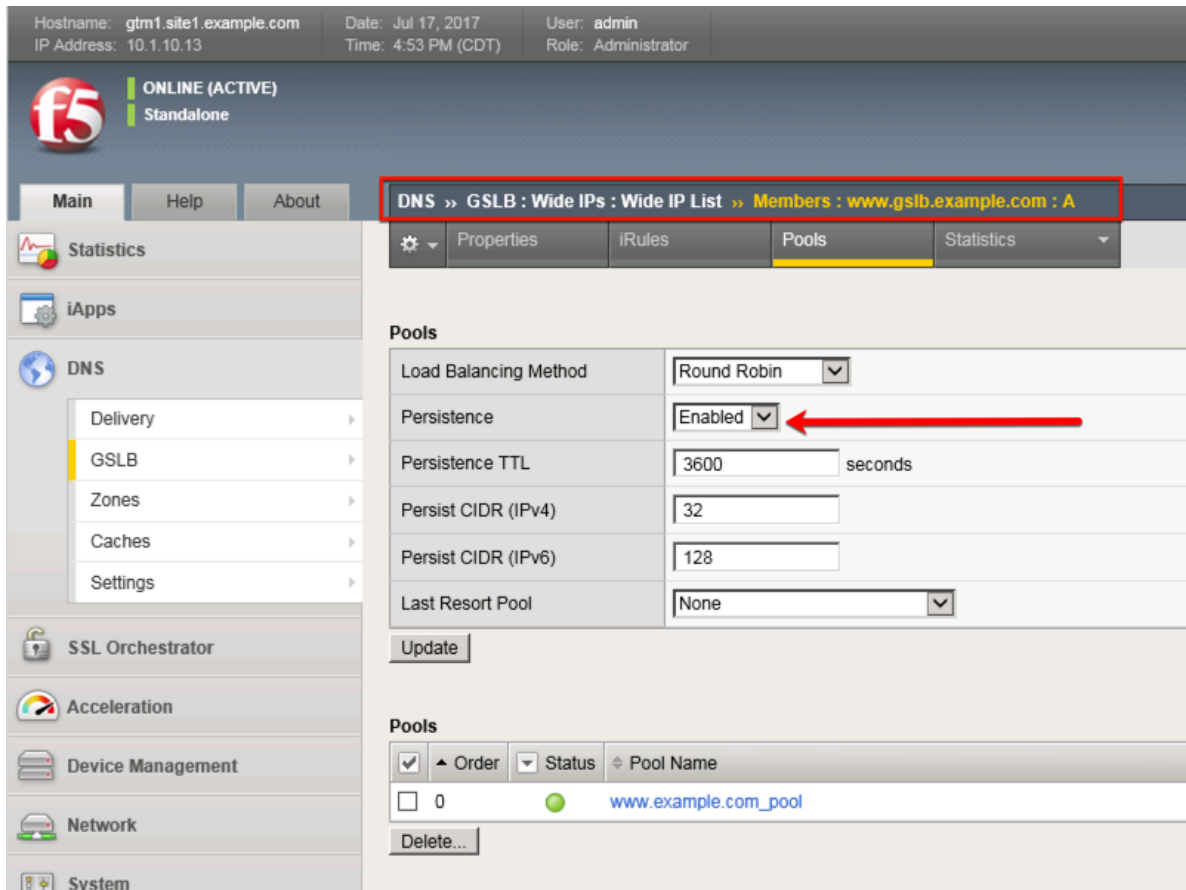 Hostname: gtm1.site1.example.com Date: Jul 17, 2017 User: admin
IP Address: 10.1.10.13 Time: 4:53 PM (CDT) Role: Administrator
f5
ONLINE (ACTIVE)
Standalone
Main Help About
DNS ›› GSLB : Wide IPs : Wide IP List ›› Members : www.gslb.example.com : A
Properties iRules Pools Statistics
Statistics
iApps
DNS
Delivery
GSLB
Zones
Caches
Settings
SSL Orchestrator
Acceleration
Device Management
Network
System
Pools
Load Balancing Method Round Robin
Persistence Enabled
Persistence TTL 3600 seconds
Persist CIDR (IPv4) 32
Persist CIDR (IPv6) 128
Last Resort Pool None
Update
Pools
Order Status Pool Name
0 www.example.com_pool
Delete...